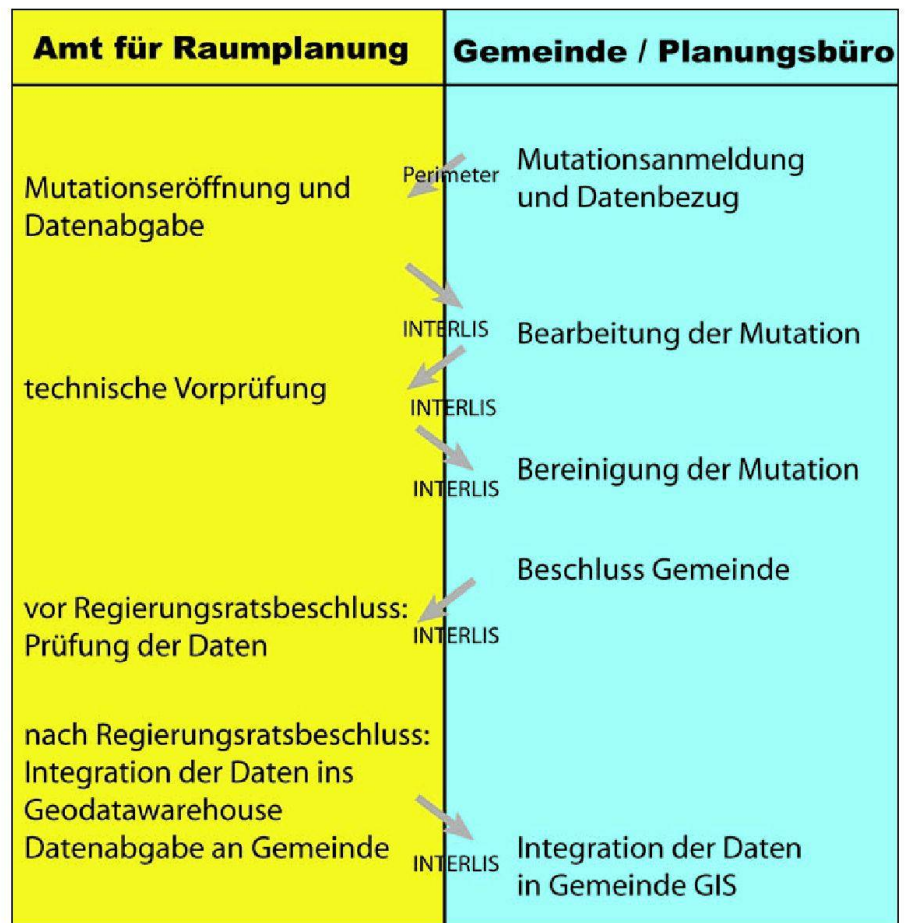 Amt für Raumplanung
Gemeinde / Planungsbüro
Mutationsanmeldung
und Datenbezug
Perimeter
Mutationseröffnung und
Datenabgabe
INTERLIS
Bearbeitung der Mutation
technische Vorprüfung
INTERLIS
Bereinigung der Mutation
INTERLIS
Beschluss Gemeinde
vor Regierungsratsbeschluss:
Prüfung der Daten
INTERLIS
nach Regierungsratsbeschluss:
Integration der Daten ins
Geodatawarehouse
Datenabgabe an Gemeinde
INTERLIS
Integration der Daten
in Gemeinde GIS